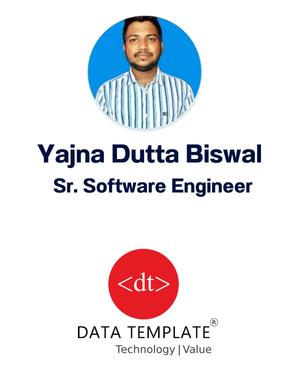 Yajna Dutta Biswal
Sr. Software Engineer
<dt>
DATA TEMPLATE®
Technology | Value